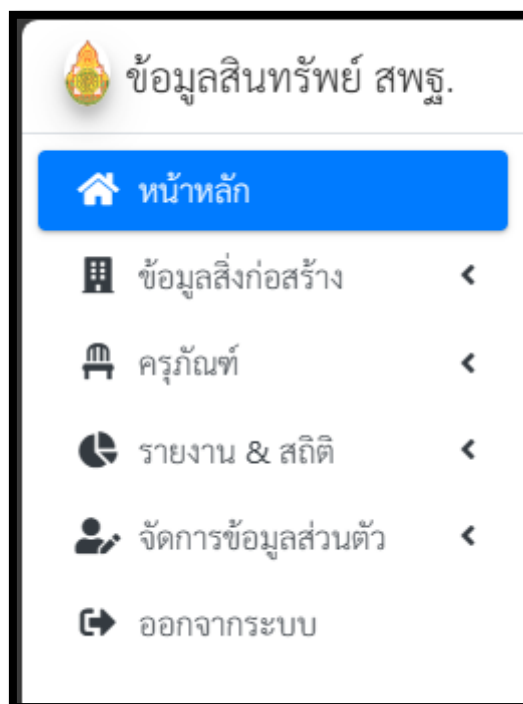 ข้อมูลสินทรัพย์ สพฐ.
หน้าหลัก
ข้อมูลสิ่งก่อสร้าง
ครุภัณฑ์
รายงาน & สถิติ
จัดการข้อมูลส่วนตัว
ออกจากระบบ